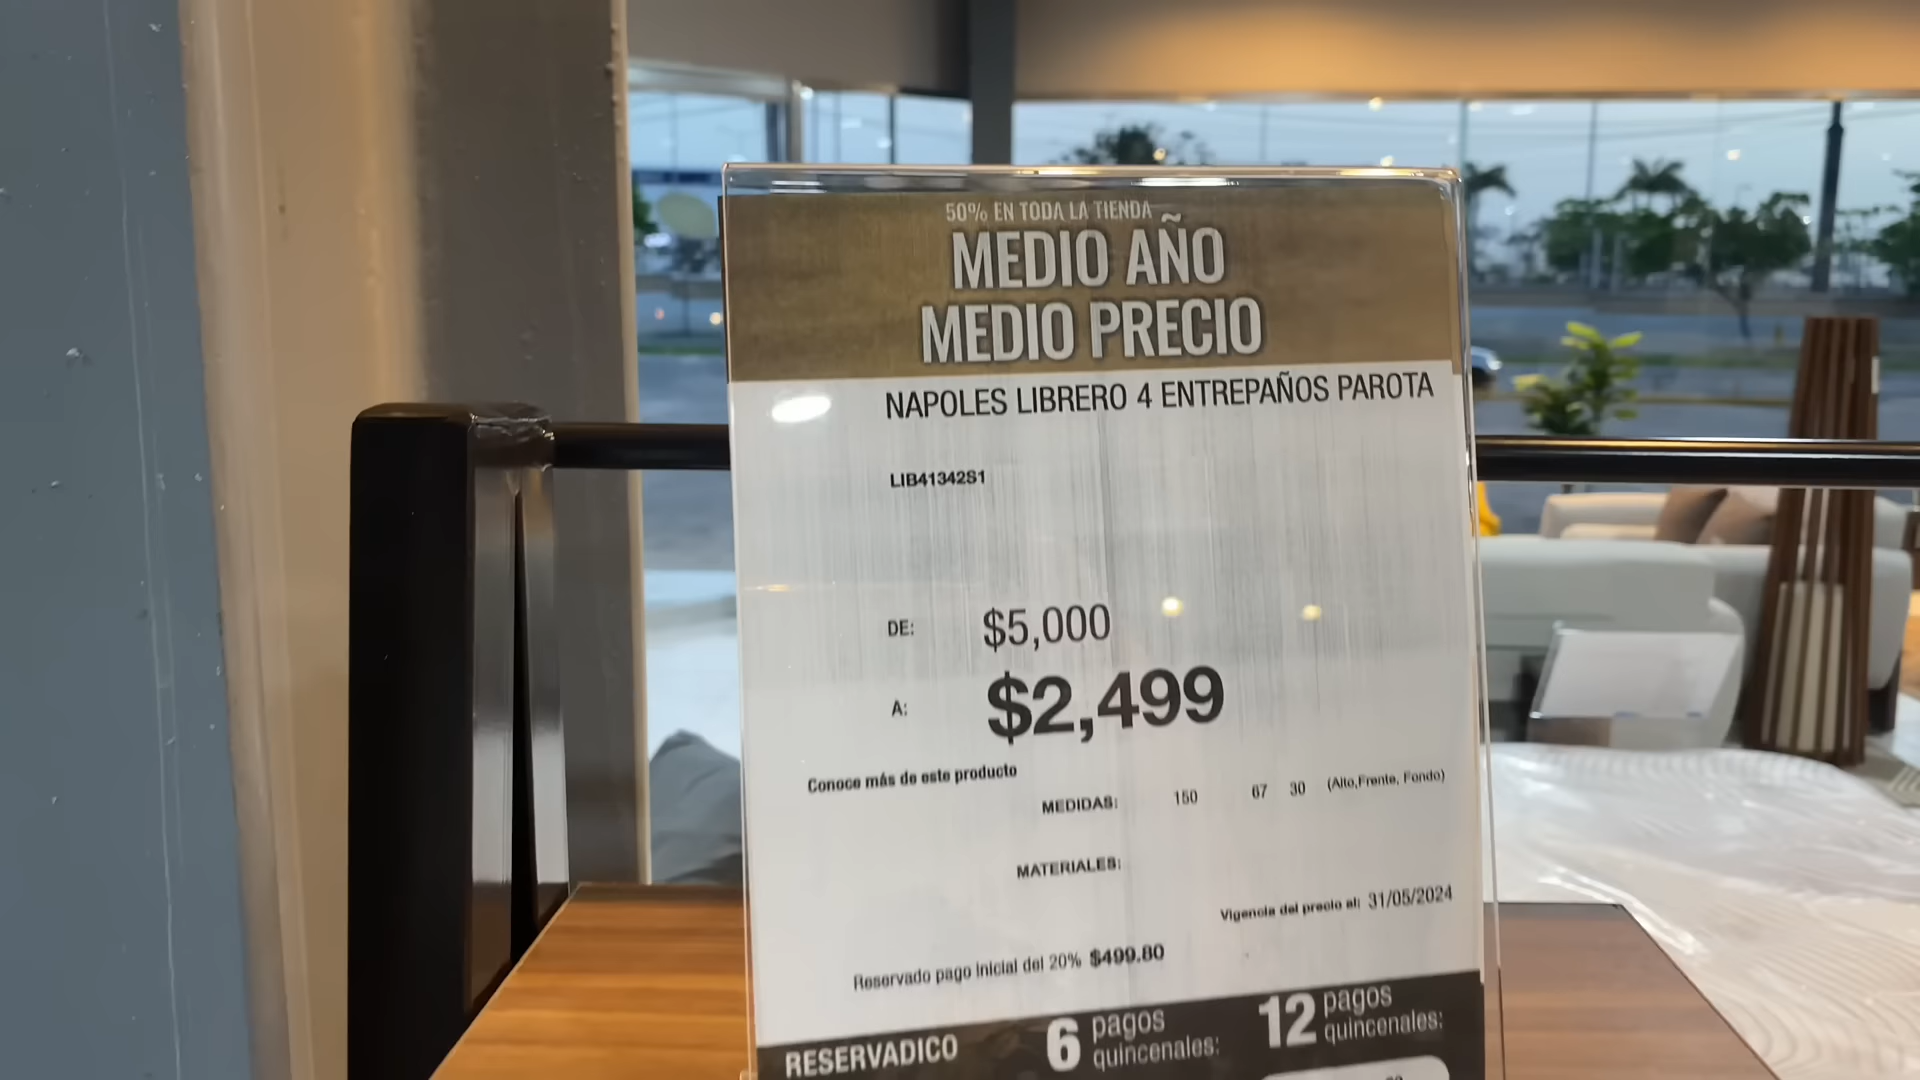 50% EN TODA LA TIENDA
MEDIO AÑO
MEDIO PRECIO
NAPOLES LIBRERO 4 ENTREPAÑOS PAROTA
LIB41342S1
DE: $5,000
A: $2,499
Conoce más de este producto
MEDIDAS: 150 67 30 (Alto,Frente, Fondo)
MATERIALES:
Vigencia del precio al: 31/05/2024
Reservado pago inicial del 20% $499.80
RESERVADICO 6 pagos quincenales: 12 pagos quincenales: